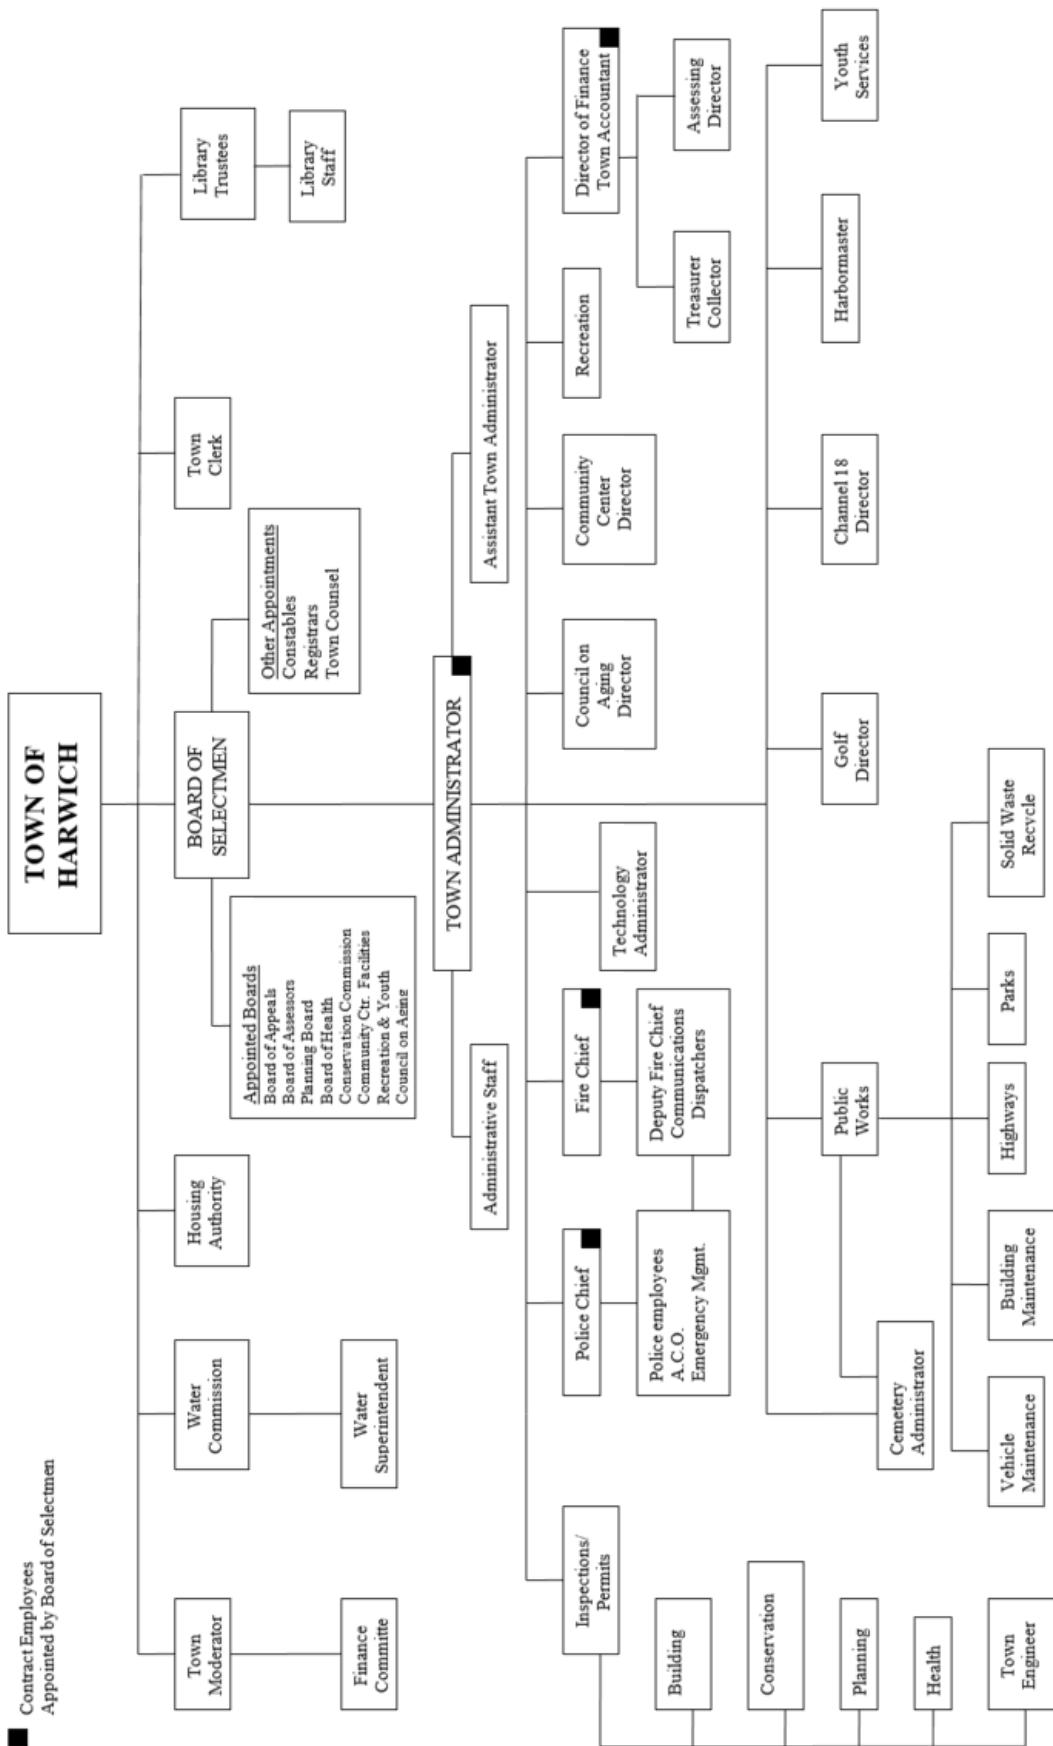 Contract Employees
Appointed by Board of Selectmen
TOWN OF
HARWICH
Town
Moderator
Finance
Committe
Water
Commission
Water
Superintendent
Housing
Authority
BOARD OF
SELECTMEN
Appointed Boards
Board of Appeals
Board of Assessors
Planning Board
Board of Health
Conservation Commission
Community Ctr. Facilities
Recreation & Youth
Council on Aging
Other Appointments
Constables
Registrars
Town Counsel
Town
Clerk
Library
Trustees
Library
Staff
TOWN ADMINISTRATOR
Administrative Staff
Assistant Town Administrator
Inspections/
Permits
Building
Conservation
Planning
Health
Town
Engineer
Police Chief
Police employees
A.C.O.
Emergency Mgmt.
Fire Chief
Deputy Fire Chief
Communications
Dispatchers
Technology
Administrator
Council on
Aging
Director
Community
Center
Director
Recreation
Director of Finance
Town Accountant
Treasurer
Collector
Assessing
Director
Cemetery
Administrator
Public
Works
Vehicle
Maintenance
Building
Maintenance
Highways
Parks
Solid Waste
Recycle
Golf
Director
Channel 18
Director
Harbormaster
Youth
Services